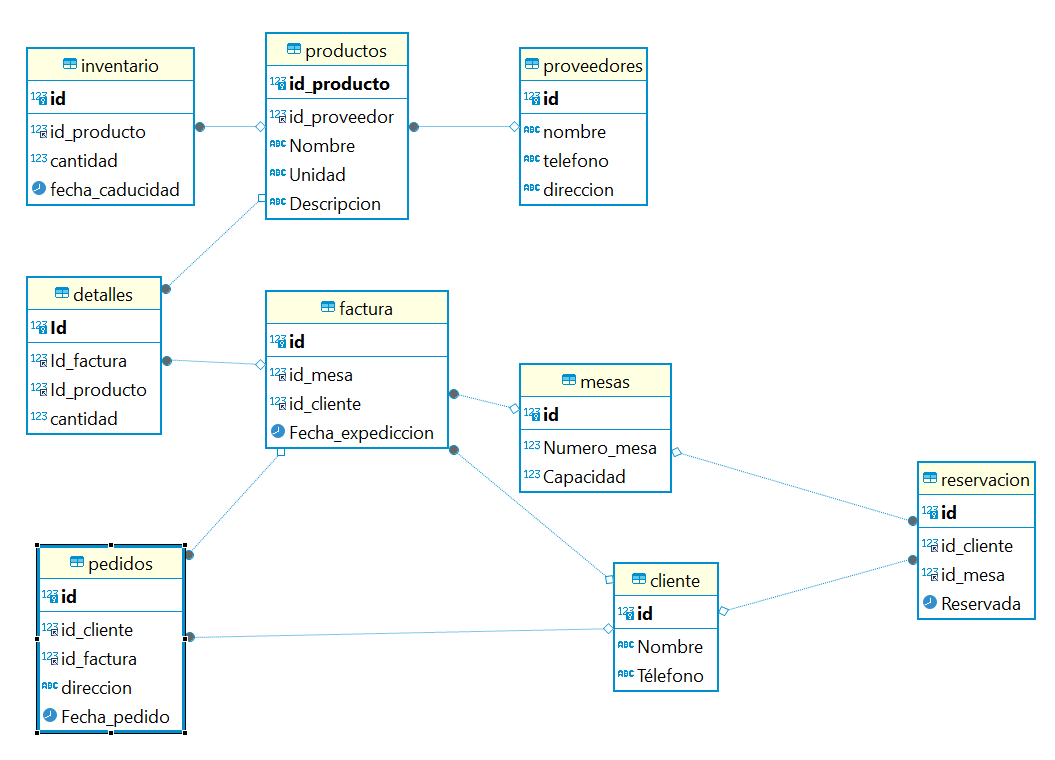 inventario
id
id_producto
cantidad
fecha_caducidad
productos
id_producto
id_proveedor
Nombre
Unidad
Descripcion
proveedores
id
nombre
telefono
direccion
detalles
Id
Id_factura
Id_producto
cantidad
factura
id
id_mesa
id_cliente
Fecha_expediccion
mesas
id
Numero_mesa
Capacidad
reservacion
id
id_cliente
id_mesa
Reservada
pedidos
id
id_cliente
id_factura
direccion
Fecha_pedido
cliente
id
Nombre
Télefono